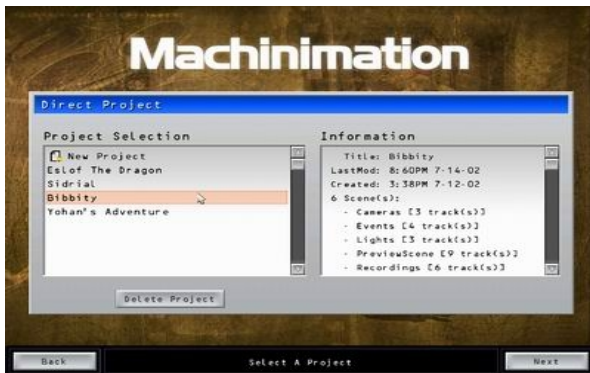 Machinimation
Direct Project
Project Selection
New Project
Eslof The Dragon
Sidrial
Bibbity
Yohan's Adventure
Delete Project
Information
Title: Bibbity
LastMod: 8:60PM 7-14-02
Created: 3:38PM 7-12-02
6 Scene(s):
- Cameras [3 track(s)]
- Events [4 track(s)]
- Lights [3 track(s)]
- PreviewScene [9 track(s)]
- Recordings [6 track(s)]
Back
Select A Project
Next